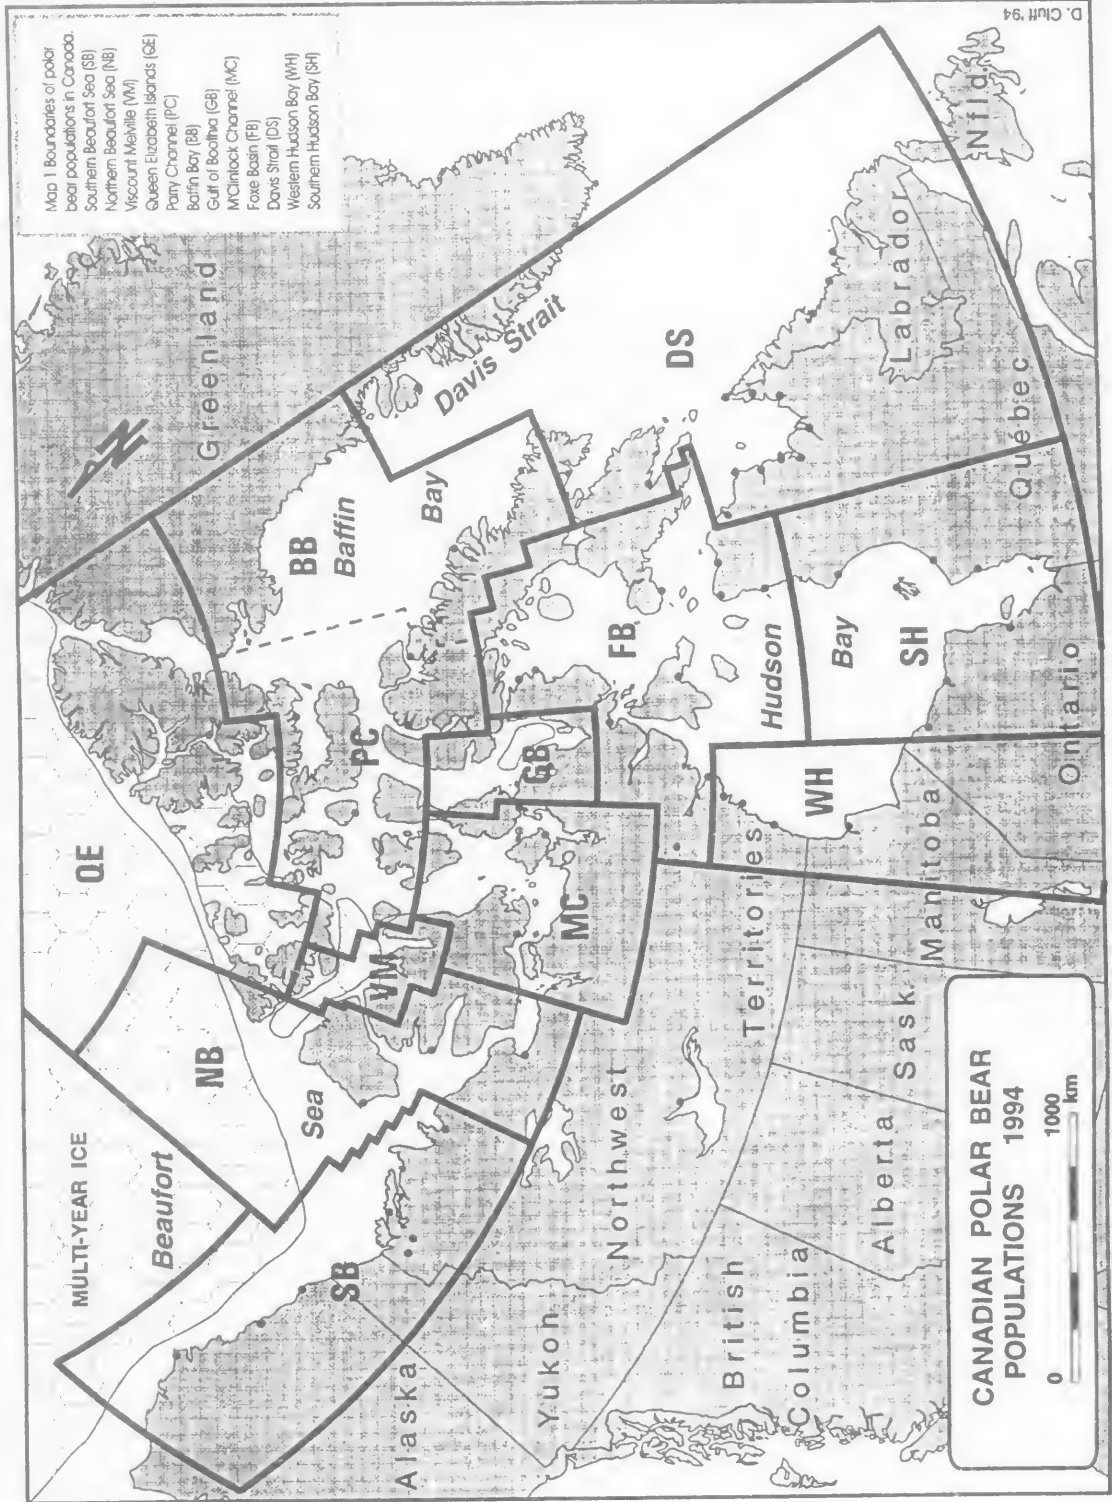 Map 1 Boundaries of polar
bear populations in Canada.
Southern Beaufort Sea (SB)
Northern Beaufort Sea (NB)
Viscount Melville (VM)
Queen Elizabeth Islands (QE)
Parry Channel (PC)
Baffin Bay (BB)
Gulf of Boothia (GB)
M'Clintock Channel (MC)
Foxe Basin (FB)
Davis Strait (DS)
Western Hudson Bay (WH)
Southern Hudson Bay (SH)
D. Cluff '94
N
Greenland
QE
MULTI-YEAR ICE
Beaufort
Sea
NB
BB
Baffin
Bay
Davis Strait
DS
PC
VM
SB
GB
MC
FB
Hudson
Bay
WH
SH
Labrador
Nfld.
Quebec
Ontario
Manitoba
Sask.
Alberta
Northwest
Territories
British
Columbia
Yukon
Alaska
CANADIAN POLAR BEAR
POPULATIONS 1994
0 1000
km